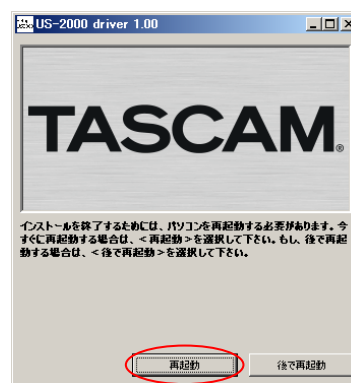 US-2000 driver 1.00
TASCAM®
インストールを終了するためには、パソコンを再起動する必要があります。今
すぐに再起動する場合は、<再起動>を選択して下さい。もし、後で再起
動する場合は、<後で再起動>を選択して下さい。
再起動 後で再起動